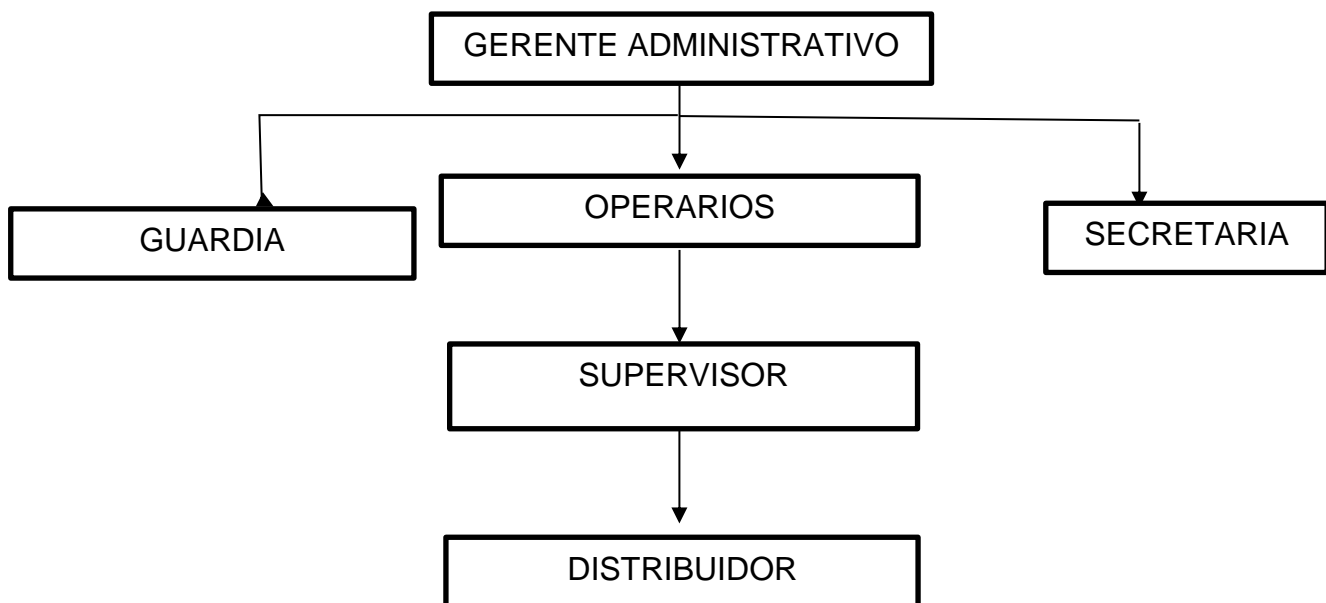 GERENTE ADMINISTRATIVO
OPERARIOS
GUARDIA
SECRETARIA
SUPERVISOR
DISTRIBUIDOR